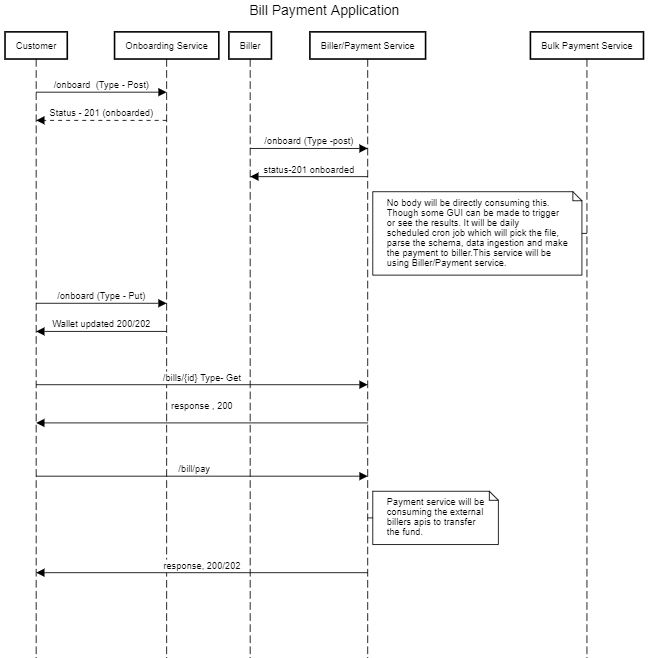 Bill Payment Application
Customer
Onboarding Service
Biller
Biller/Payment Service
Bulk Payment Service
/onboard (Type - Post)
Status - 201 (onboarded)
/onboard (Type -post)
status-201 onboarded
No body will be directly consuming this.
Though some GUI can be made to trigger
or see the results. It will be daily
scheduled cron job which will pick the file,
parse the schema, data ingestion and make
the payment to biller.This service will be
using Biller/Payment service.
/onboard (Type - Put)
Wallet updated 200/202
/bills/{id} Type- Get
response , 200
/bill/pay
Payment service will be
consuming the external
billers apis to transfer
the fund.
response, 200/202